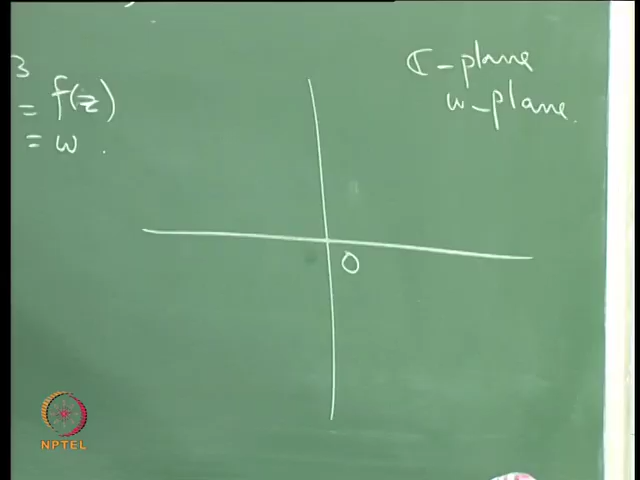 3
= f(z)
= w .
ℂ-plane
w-plane.
0
NPTEL